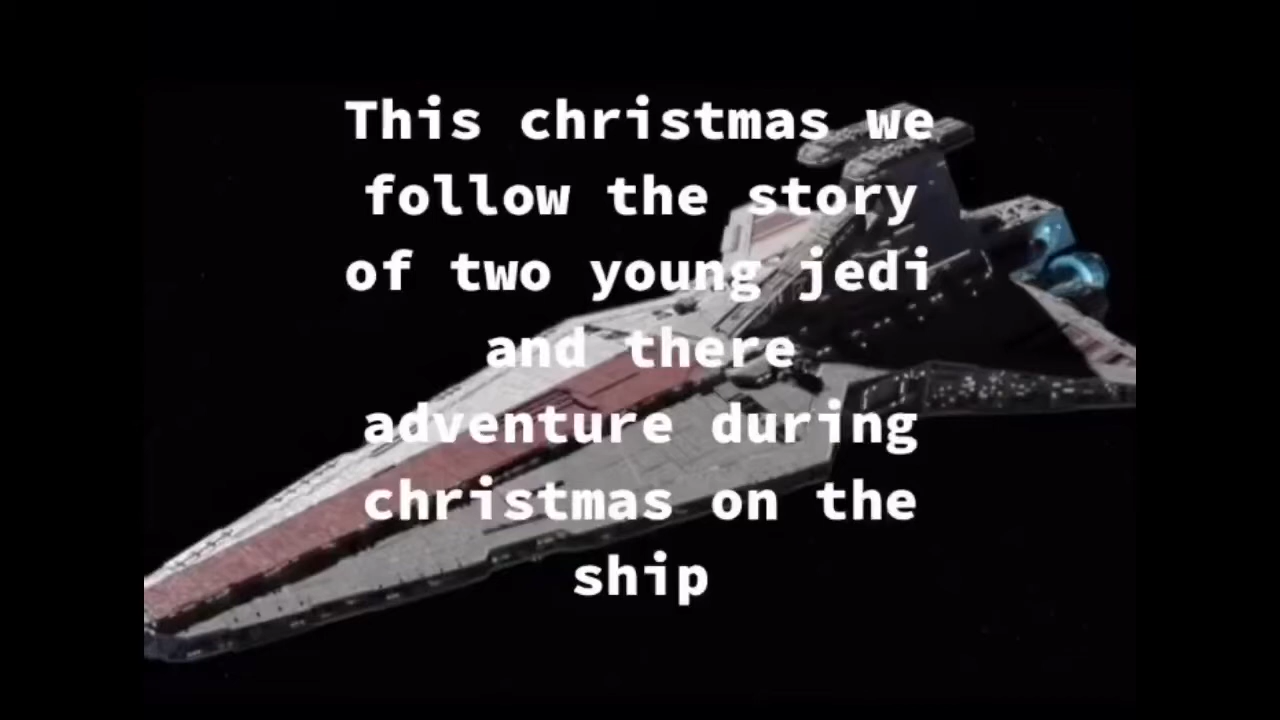 This christmas we
follow the story
of two young jedi
and there
adventure during
christmas on the
ship